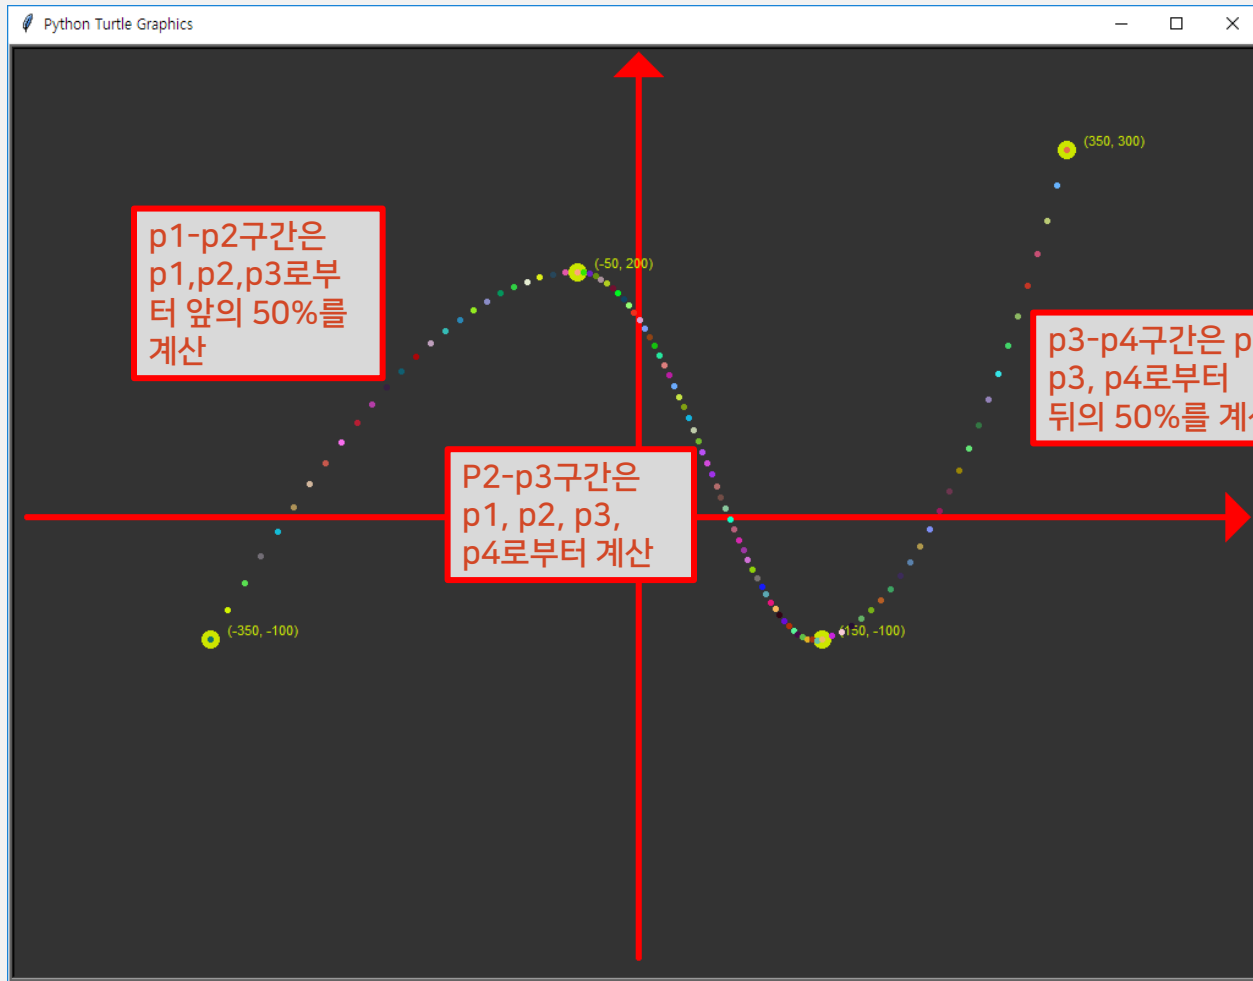 Python Turtle Graphics
(350, 300)
p1-p2구간은
p1,p2,p3로부
터 앞의 50%를
계산
(-50, 200)
p3-p4구간은
p3, p4로부터
뒤의 50%를
P2-p3구간은
p1, p2, p3,
p4로부터 계산
(-350, -100)
(150, -100)